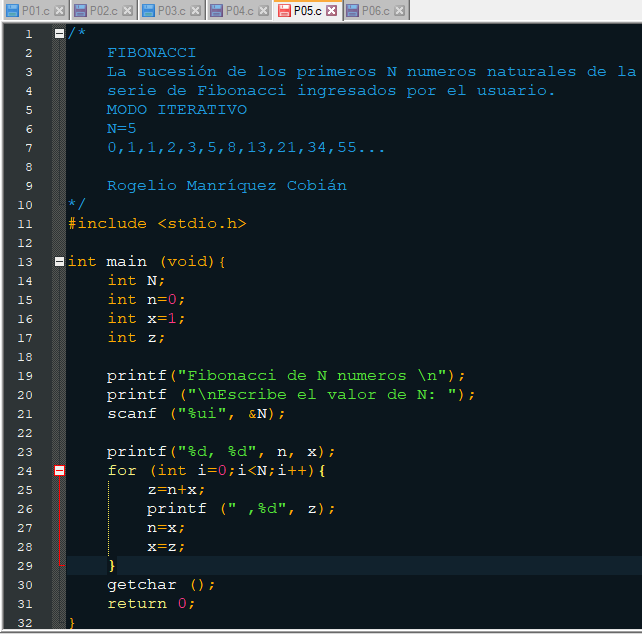 P01.c P02.c P03.c P04.c P05.c P06.c
1 /*
2 FIBONACCI
3 La sucesión de los primeros N numeros naturales de la
4 serie de Fibonacci ingresados por el usuario.
5 MODO ITERATIVO
6 N=5
7 0,1,1,2,3,5,8,13,21,34,55...
8
9 Rogelio Manríquez Cobián
10 */
11 #include <stdio.h>
12
13 int main (void){
14 int N;
15 int n=0;
16 int x=1;
17 int z;
18
19 printf("Fibonacci de N numeros \n");
20 printf ("\nEscribe el valor de N: ");
21 scanf ("%ui", &N);
22
23 printf("%d, %d", n, x);
24 for (int i=0;i<N;i++){
25 z=n+x;
26 printf (" ,%d", z);
27 n=x;
28 x=z;
29 }
30 getchar ();
31 return 0;
32 }